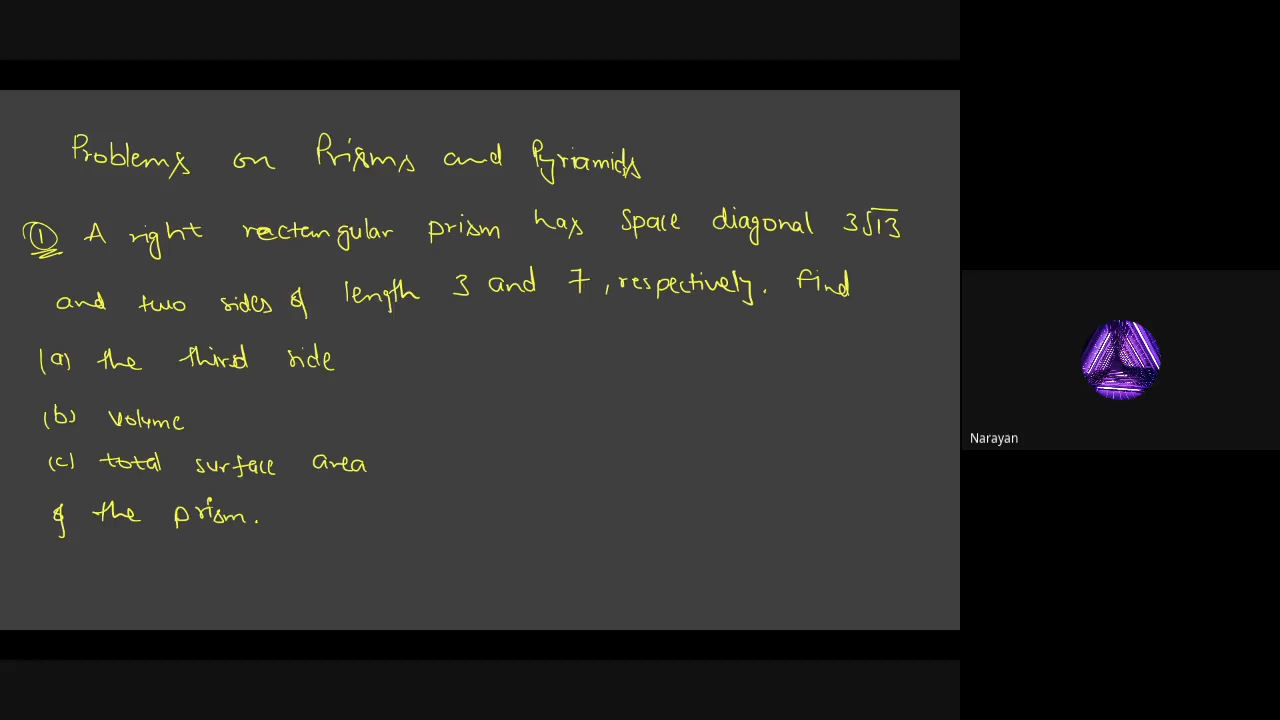 Problems on Prisms and Pyriamids
① A right rectangular prism has space diagonal 3√13
and two sides of length 3 and 7, respectively. Find
(a) the third side
(b) volume
(c) total surface area
of the prism.
Narayan